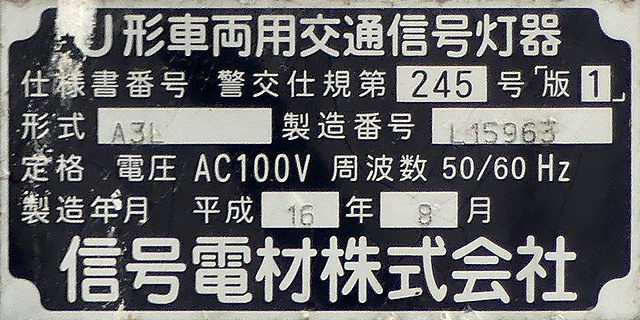 U形車両用交通信号灯器
仕様書番号 警交仕規第 245 号「版 1」
形式 A3L 製造番号 L15963
定格 電圧 AC100V 周波数 50/60 Hz
製造年月 平成 16 年 8 月
信号電材株式会社